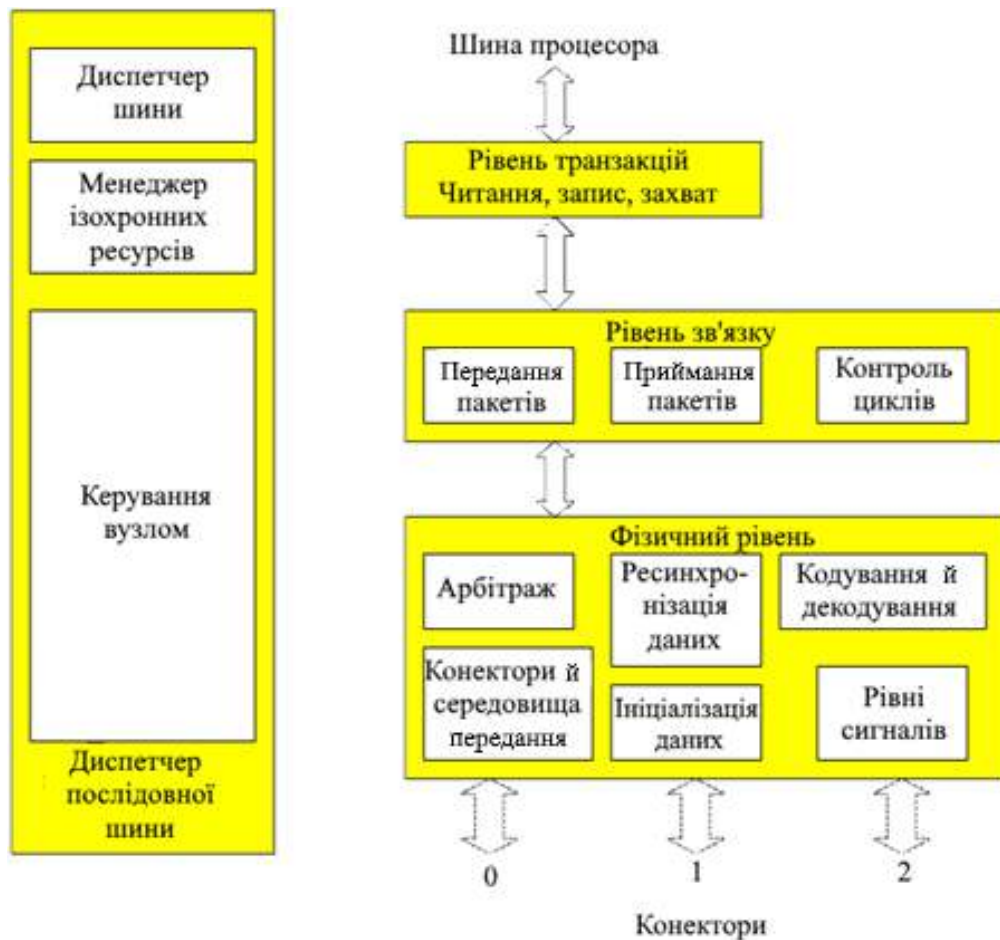 Диспетчер
шини
Менеджер
ізохронних
ресурсів
Керування
вузлом
Диспетчер
послідовної
шини
Шина процесора
Рівень транзакцій
Читання, запис, захват
Рівень зв'язку
Передання
пакетів
Приймання
пакетів
Контроль
циклів
Фізичний рівень
Арбітраж
Ресинхро-
нізація
даних
Кодування й
декодування
Конектори й
середовища
передання
Ініціалізація
даних
Рівні
сигналів
0
1
2
Конектори